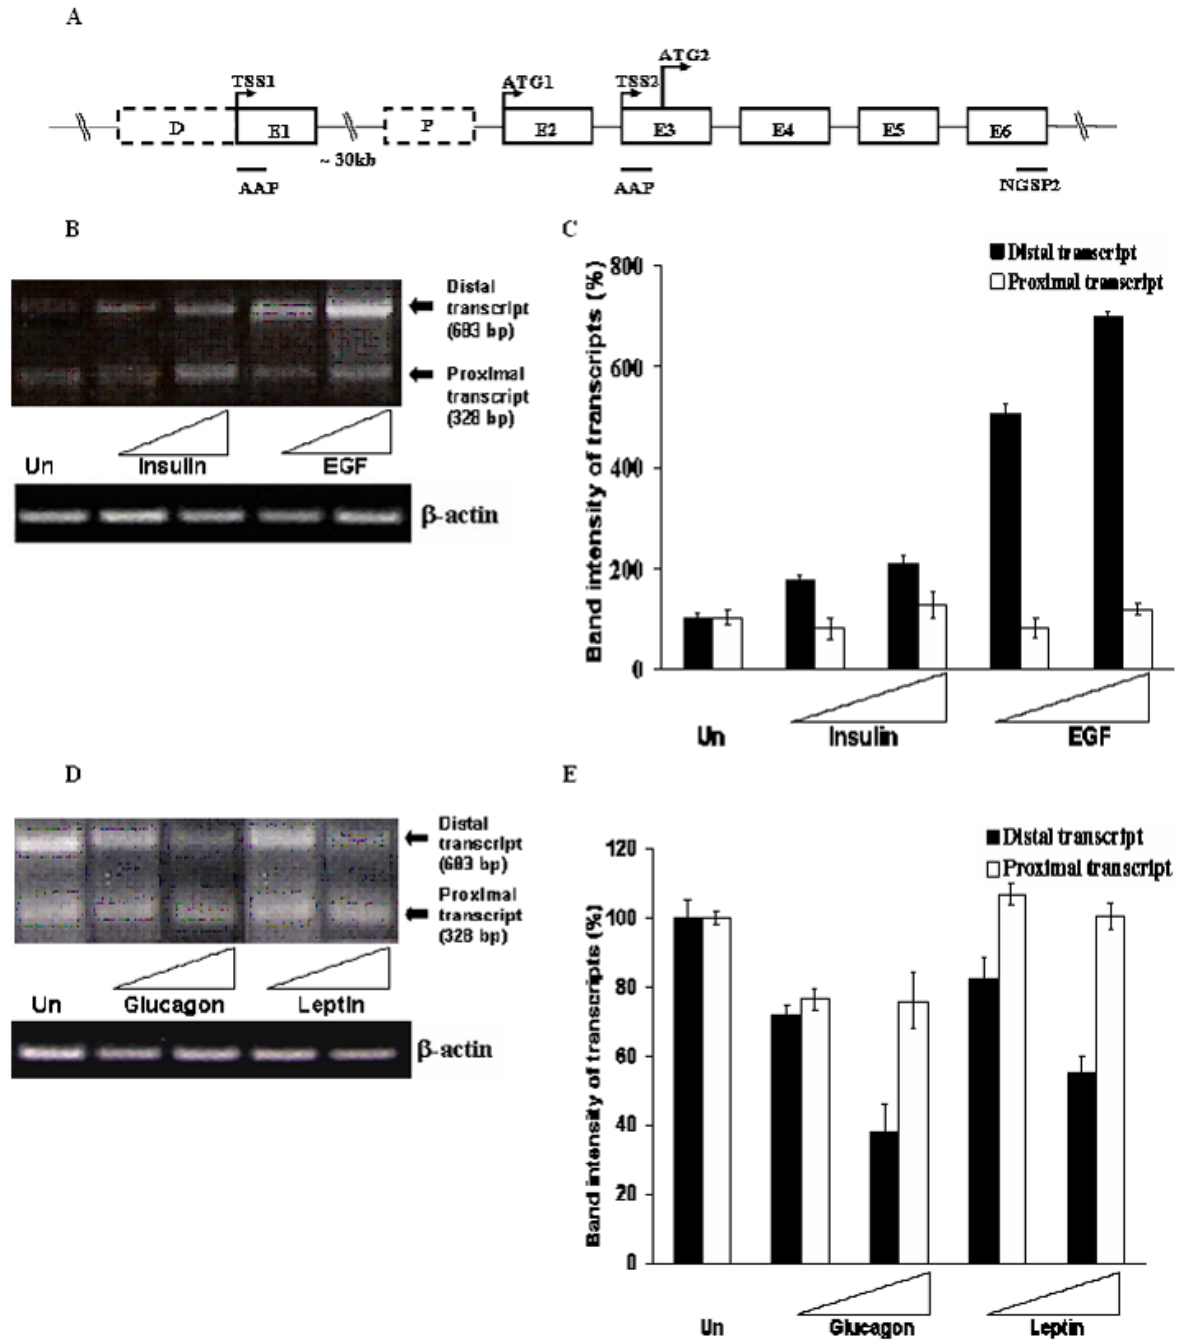 A
TSS1
ATG1
TSS2
ATG2
D
E1
P
E2
E3
E4
E5
E6
~ 30kb
AAP
AAP
NGSP2
B
Distal
transcript
(683 bp)
Proximal
transcript
(328 bp)
Un
Insulin
EGF
β-actin
C
Distal transcript
Proximal transcript
Band intensity of transcripts (%)
800
600
400
200
0
Un
Insulin
EGF
D
Distal
transcript
(683 bp)
Proximal
transcript
(328 bp)
Un
Glucagon
Leptin
β-actin
E
Distal transcript
Proximal transcript
Band intensity of transcripts (%)
120
100
80
60
40
20
0
Un
Glucagon
Leptin